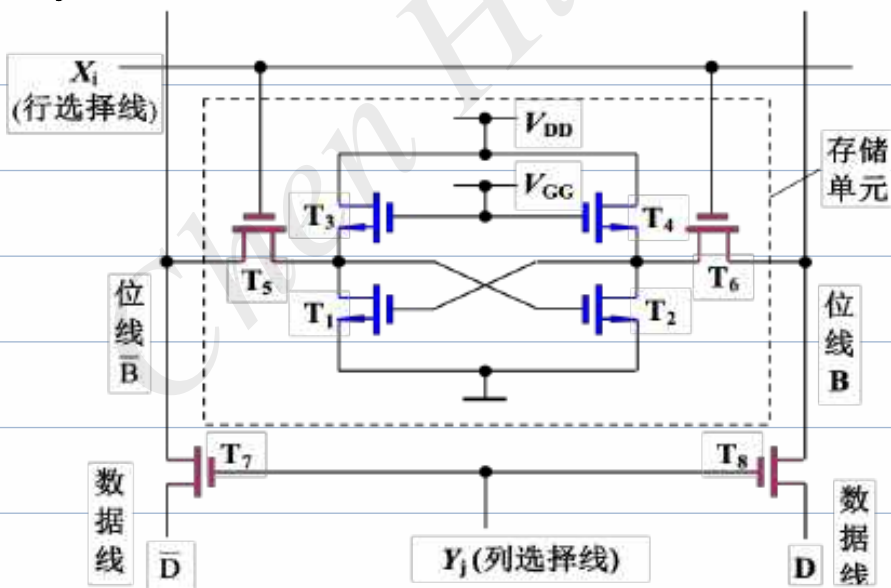 Xi
(行选择线)
VDD
VGG
存储
单元
T3
T4
T5
T6
T1
T2
位
线
B̅
位
线
B
T7
T8
数
据
线
D̅
Yj(列选择线)
D
数
据
线